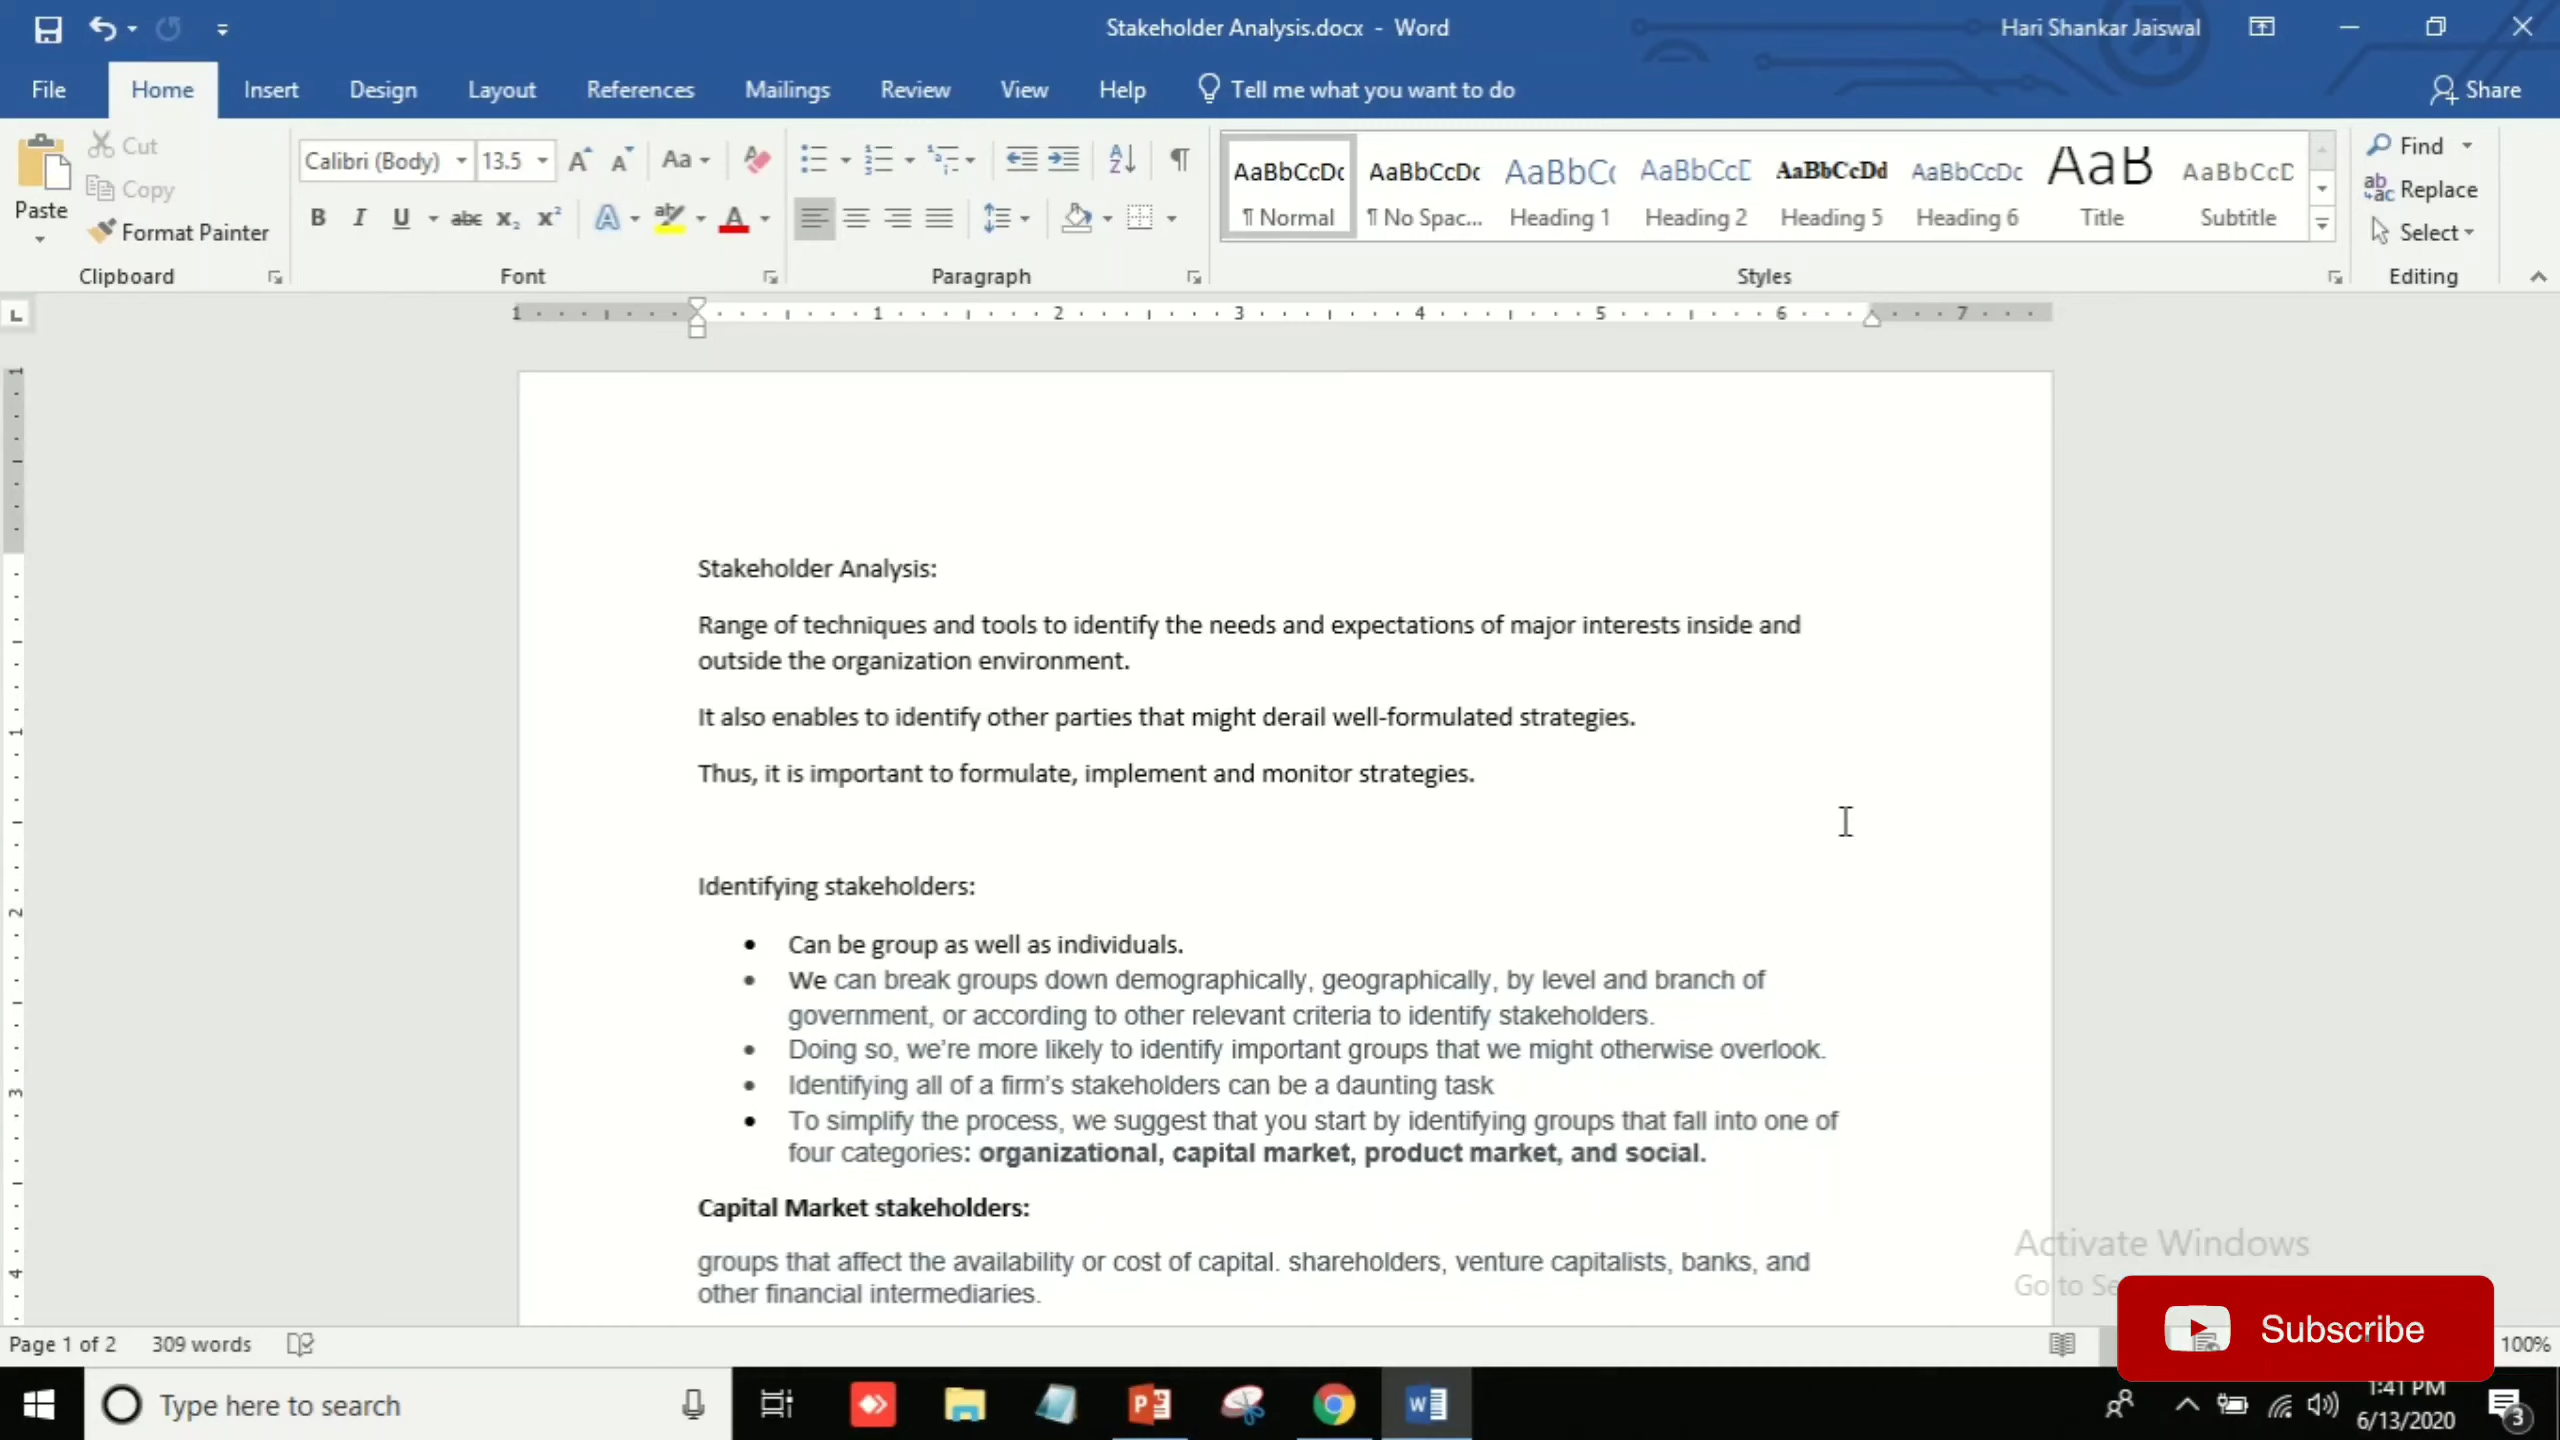 Stakeholder Analysis.docx - Word
Hari Shankar Jaiswal
File Home Insert Design Layout References Mailings Review View Help Tell me what you want to do Share
Paste
Cut
Copy
Format Painter
Clipboard
Calibri (Body) 13.5
Font
Paragraph
AaBbCcDc AaBbCcDc AaBbCc AaBbCcD AaBbCcDd AaBbCcDc AaB AaBbCcD
¶ Normal ¶ No Spac... Heading 1 Heading 2 Heading 5 Heading 6 Title Subtitle
Styles
Find
Replace
Select
Editing
1 1 2 3 4 5 6 7
Stakeholder Analysis:
Range of techniques and tools to identify the needs and expectations of major interests inside and
outside the organization environment.
It also enables to identify other parties that might derail well-formulated strategies.
Thus, it is important to formulate, implement and monitor strategies.
Identifying stakeholders:
• Can be group as well as individuals.
• We can break groups down demographically, geographically, by level and branch of
government, or according to other relevant criteria to identify stakeholders.
• Doing so, we're more likely to identify important groups that we might otherwise overlook.
• Identifying all of a firm's stakeholders can be a daunting task
• To simplify the process, we suggest that you start by identifying groups that fall into one of
four categories: organizational, capital market, product market, and social.
Capital Market stakeholders:
groups that affect the availability or cost of capital. shareholders, venture capitalists, banks, and
other financial intermediaries.
Activate Windows
Go to
Subscribe
Page 1 of 2 309 words
100%
Type here to search
1:41 PM
6/13/2020
3